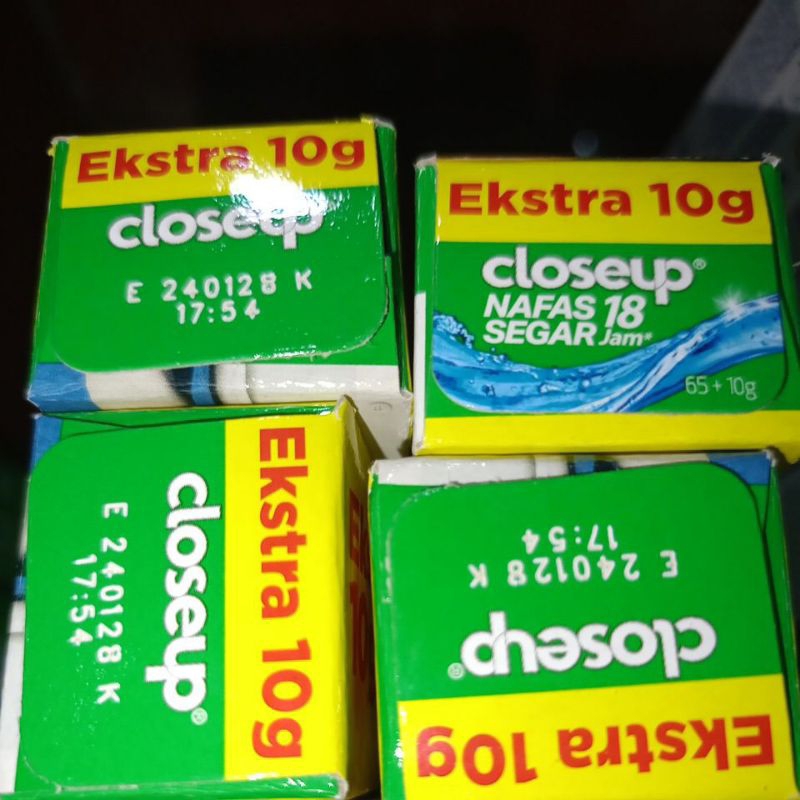 Ekstra 10g
closeup
E 240128 K
17:54
Ekstra 10g
closeup®
NAFAS 18
SEGAR Jam*
65 + 10g
Ekstra 10g
closeup®
E 240128 K
17:54
Ekstra 10g
closeup®
E 240128 K
17:54